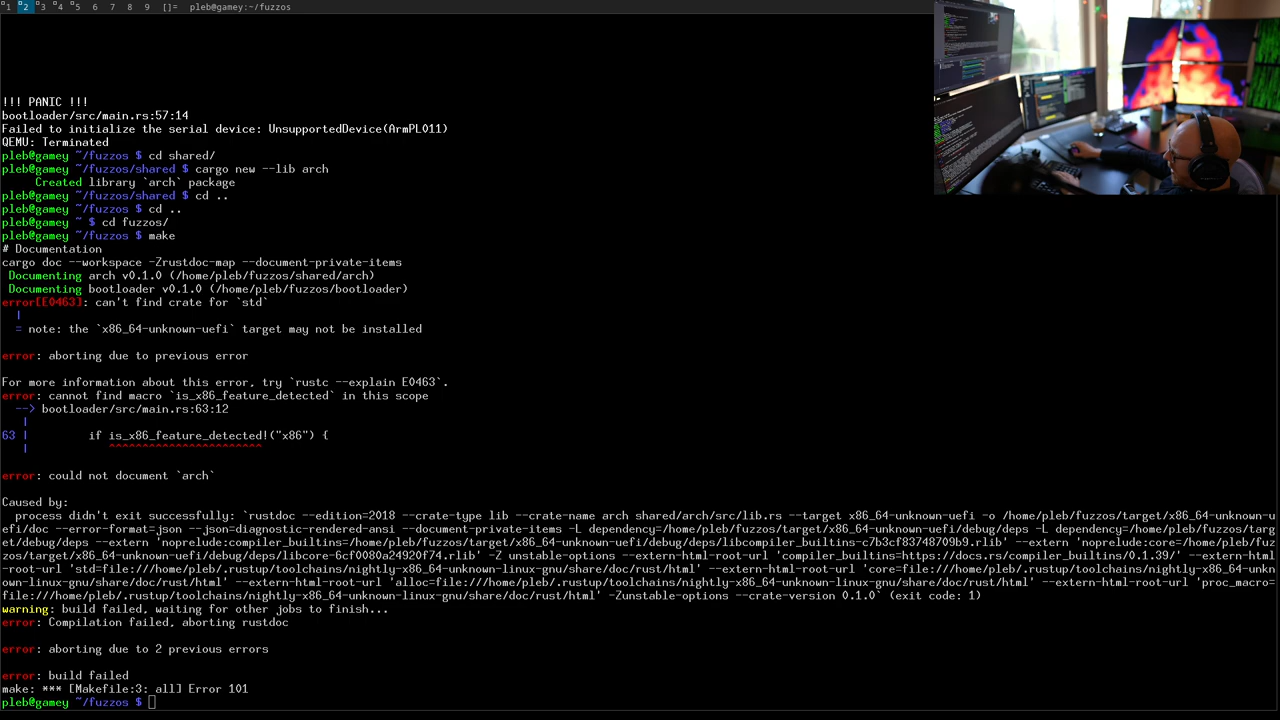 1 2 3 4 5 6 7 8 9 []= pleb@gamey:~/fuzzos
!!! PANIC !!!
bootloader/src/main.rs:57:14
Failed to initialize the serial device: UnsupportedDevice(ArmPL011)
QEMU: Terminated
pleb@gamey ~/fuzzos $ cd shared/
pleb@gamey ~/fuzzos/shared $ cargo new --lib arch
     Created library `arch` package
pleb@gamey ~/fuzzos/shared $ cd ..
pleb@gamey ~/fuzzos $ cd ..
pleb@gamey ~ $ cd fuzzos/
pleb@gamey ~/fuzzos $ make
# Documentation
cargo doc --workspace -Zrustdoc-map --document-private-items
 Documenting arch v0.1.0 (/home/pleb/fuzzos/shared/arch)
 Documenting bootloader v0.1.0 (/home/pleb/fuzzos/bootloader)
error[E0463]: can't find crate for `std`
  |
  = note: the `x86_64-unknown-uefi` target may not be installed
error: aborting due to previous error
For more information about this error, try `rustc --explain E0463`.
error: cannot find macro `is_x86_feature_detected` in this scope
  --> bootloader/src/main.rs:63:12
   |
63 |         if is_x86_feature_detected!("x86") {
   |            ^^^^^^^^^^^^^^^^^^^^^^^
error: could not document `arch`
Caused by:
  process didn't exit successfully: `rustdoc --edition=2018 --crate-type lib --crate-name arch shared/arch/src/lib.rs --target x86_64-unknown-uefi -o /home/pleb/fuzzos/target/x86_64-unknown-u
efi/doc --error-format=json --json=diagnostic-rendered-ansi --document-private-items -L dependency=/home/pleb/fuzzos/target/x86_64-unknown-uefi/debug/deps -L dependency=/home/pleb/fuzzos/targ
et/debug/deps --extern 'noprelude:compiler_builtins=/home/pleb/fuzzos/target/x86_64-unknown-uefi/debug/deps/libcompiler_builtins-c7b3cf83748709b9.rlib' --extern 'noprelude:core=/home/pleb/fuz
zos/target/x86_64-unknown-uefi/debug/deps/libcore-6cf0080a24920f74.rlib' -Z unstable-options --extern-html-root-url 'compiler_builtins=https://docs.rs/compiler_builtins/0.1.39/' --extern-html
-root-url 'std=file:///home/pleb/.rustup/toolchains/nightly-x86_64-unknown-linux-gnu/share/doc/rust/html' --extern-html-root-url 'core=file:///home/pleb/.rustup/toolchains/nightly-x86_64-unkn
own-linux-gnu/share/doc/rust/html' --extern-html-root-url 'alloc=file:///home/pleb/.rustup/toolchains/nightly-x86_64-unknown-linux-gnu/share/doc/rust/html' --extern-html-root-url 'proc_macro=
file:///home/pleb/.rustup/toolchains/nightly-x86_64-unknown-linux-gnu/share/doc/rust/html' -Zunstable-options --crate-version 0.1.0` (exit code: 1)
warning: build failed, waiting for other jobs to finish...
error: Compilation failed, aborting rustdoc
error: aborting due to 2 previous errors
error: build failed
make: *** [Makefile:3: all] Error 101
pleb@gamey ~/fuzzos $